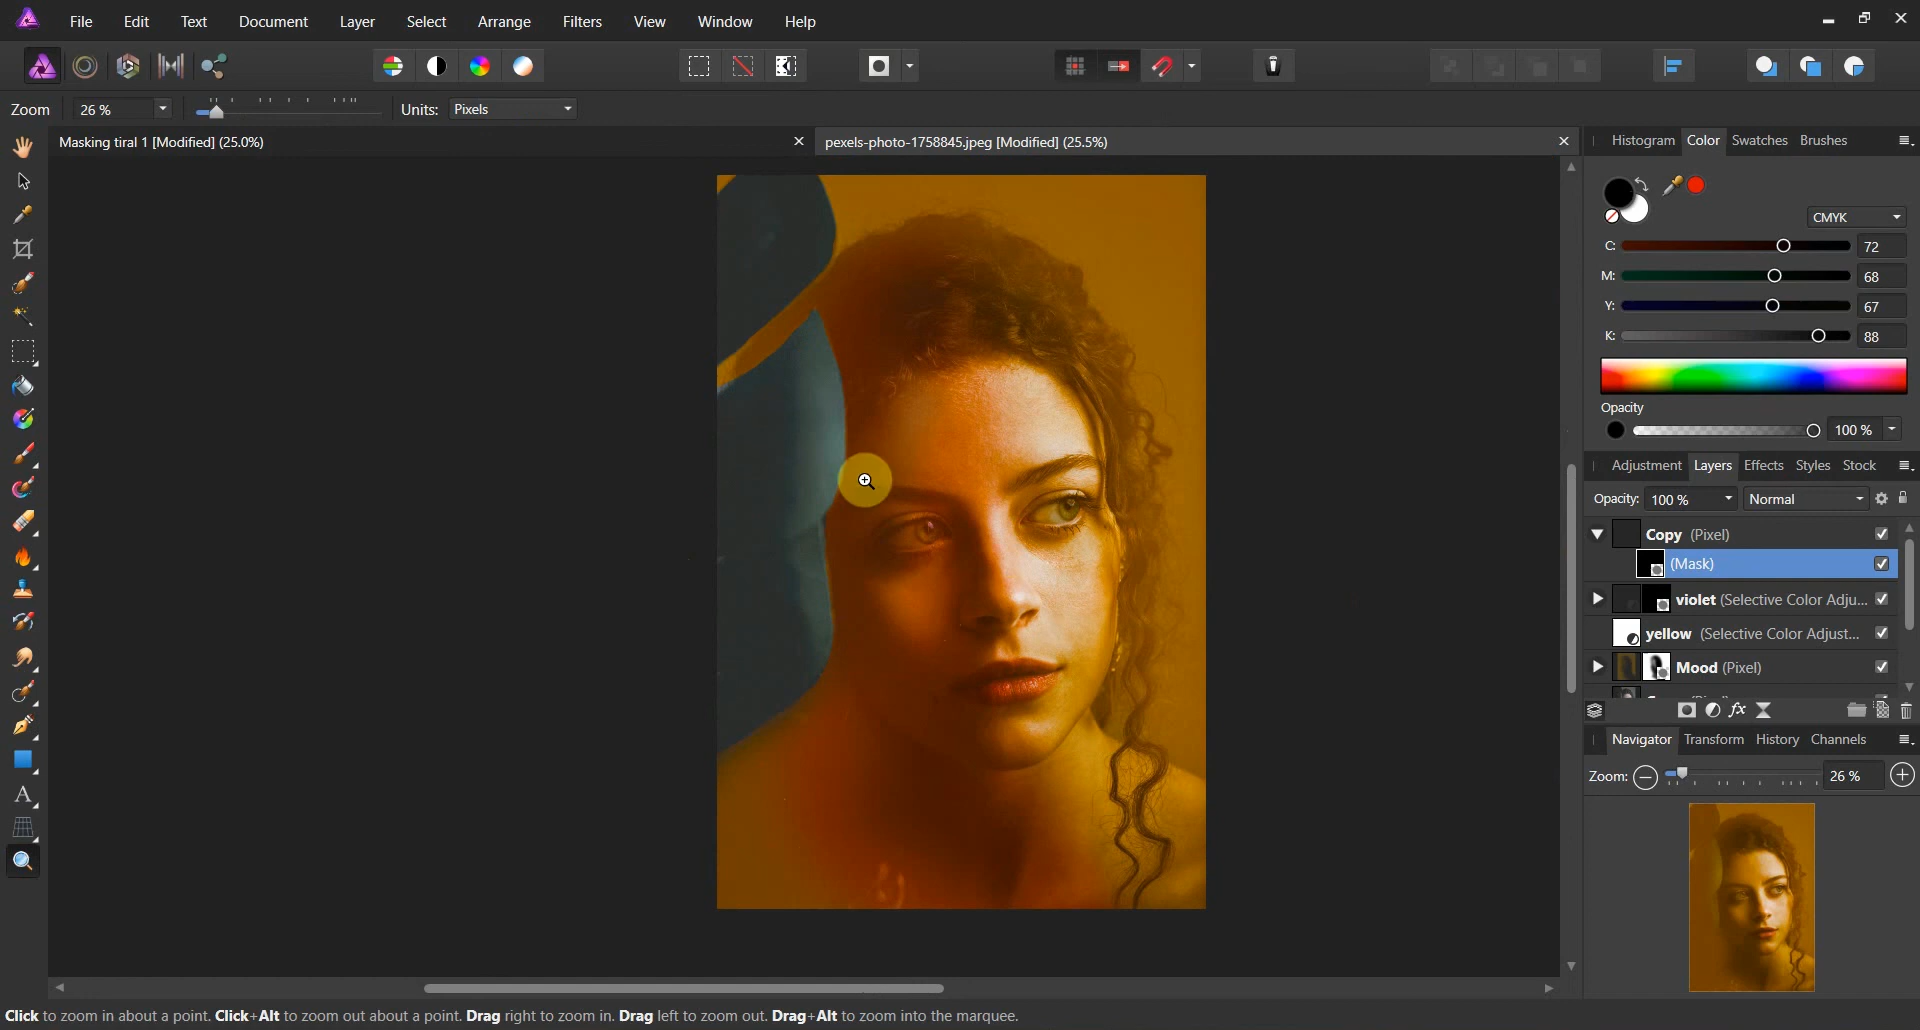 File Edit Text Document Layer Select Arrange Filters View Window Help
Zoom 26 % Units: Pixels
Masking tiral 1 [Modified] (25.0%)
pexels-photo-1758845.jpeg [Modified] (25.5%)
Histogram Color Swatches Brushes
CMYK
C: 72
M: 68
Y: 67
K: 88
Opacity
100 %
Adjustment Layers Effects Styles Stock
Opacity: 100 % Normal
Copy (Pixel)
(Mask)
violet (Selective Color Adju...
yellow (Selective Color Adjust...
Mood (Pixel)
Navigator Transform History Channels
Zoom: 26 %
Click to zoom in about a point. Click+Alt to zoom out about a point. Drag right to zoom in. Drag left to zoom out. Drag+Alt to zoom into the marquee.